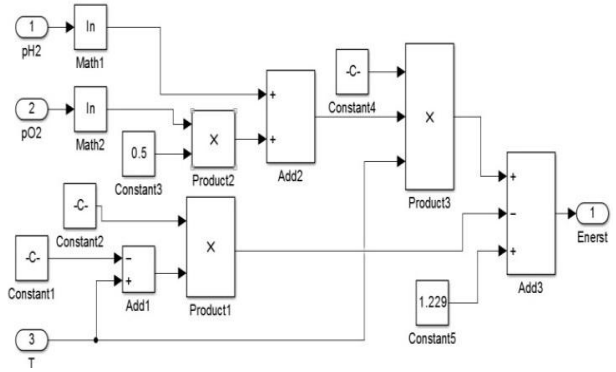 1
pH2
ln
Math1
2
pO2
ln
Math2
0.5
Constant3
X
Product2
+
+
Add2
-C-
Constant4
X
Product3
-C-
Constant2
-C-
Constant1
−
+
Add1
X
Product1
3
T
1.229
Constant5
+
−
+
Add3
1
Enerst